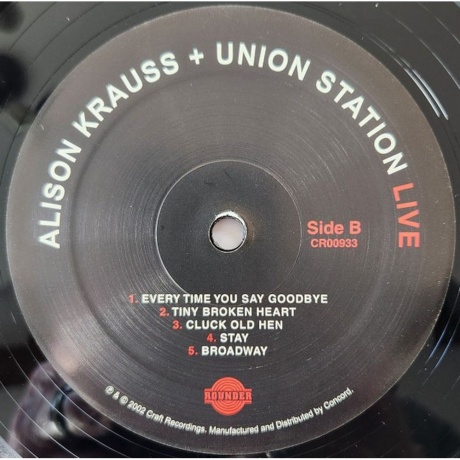 ALISON KRAUSS + UNION STATION LIVE
Side B
CR00933
1. EVERY TIME YOU SAY GOODBYE
2. TINY BROKEN HEART
3. CLUCK OLD HEN
4. STAY
5. BROADWAY
ROUNDER
℗ & © 2002 Craft Recordings. Manufactured and Distributed by Concord.